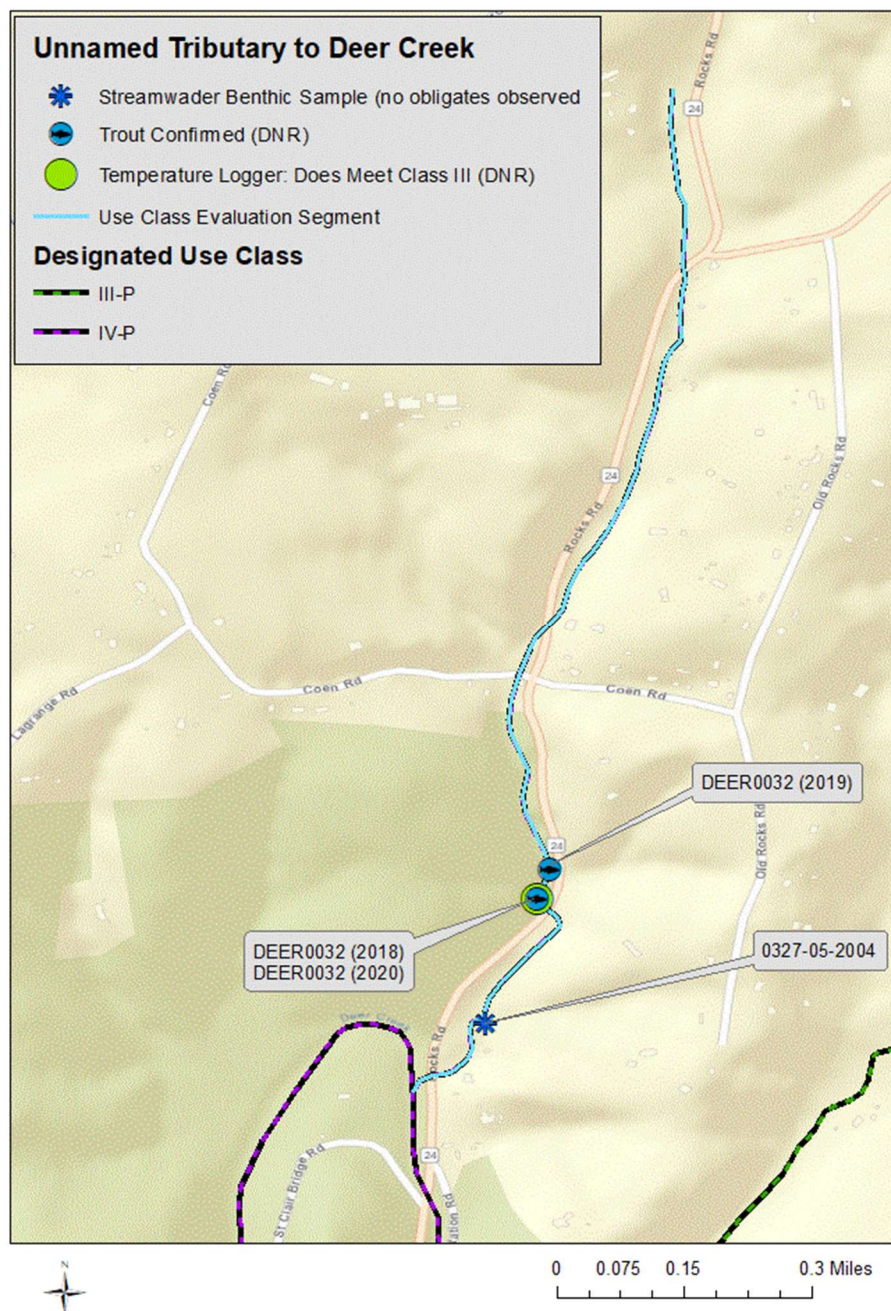 Unnamed Tributary to Deer Creek
Streamwader Benthic Sample (no obligates observed
Trout Confirmed (DNR)
Temperature Logger: Does Meet Class III (DNR)
Use Class Evaluation Segment
Designated Use Class
III-P
IV-P
Rocks Rd
24
Coen Rd
24
Rocks Rd
Old Rocks Rd
Lagrange Rd
Coen Rd
Coen Rd
DEER0032 (2019)
24
Old Rocks Rd
DEER0032 (2018)
DEER0032 (2020)
0327-05-2004
Deer Creek
Rocks Rd
St Clair Bridge Rd
24
Rd
N
0 0.075 0.15 0.3 Miles